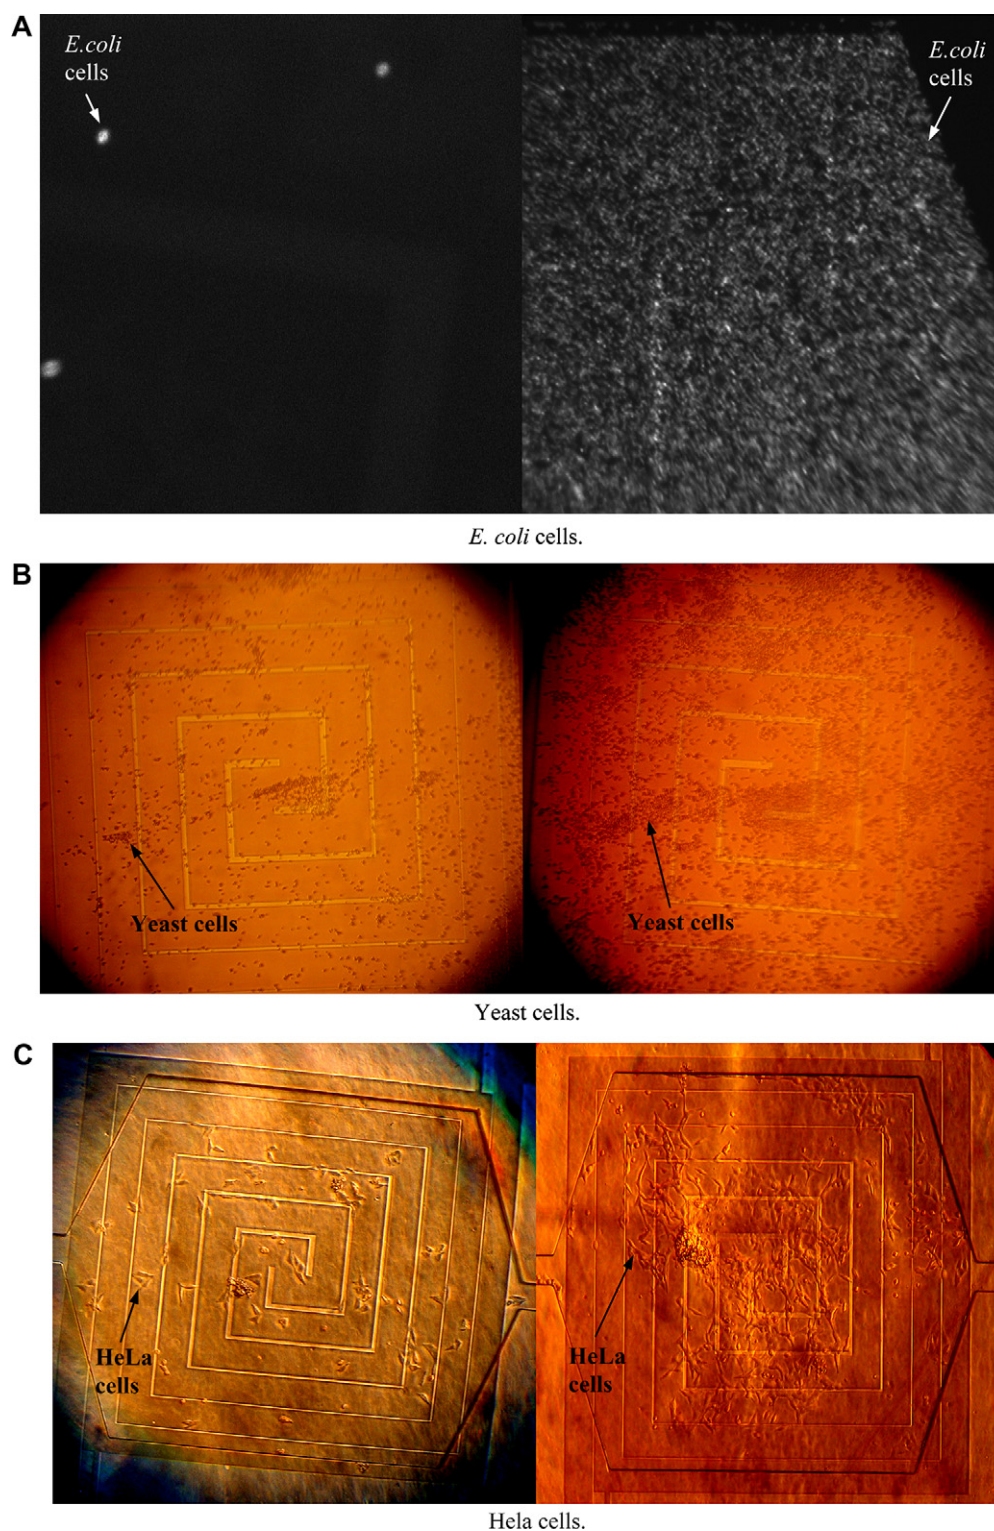 A
E.coli
cells
E.coli
cells
E. coli cells.
B
Yeast cells
Yeast cells
Yeast cells.
C
HeLa
cells
HeLa
cells
Hela cells.